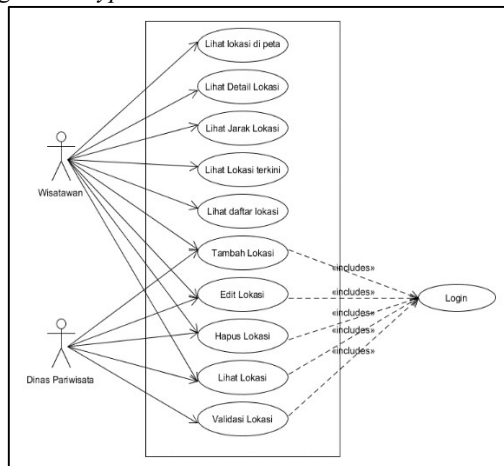 Lihat lokasi di peta
Lihat Detail Lokasi
Lihat Jarak Lokasi
Lihat Lokasi terkini
Wisatawan
Lihat daftar lokasi
Tambah Lokasi
«includes»
Edit Lokasi
«includes»
Login
Hapus Lokasi
«includes»
«includes»
Dinas Pariwisata
Lihat Lokasi
«includes»
Validasi Lokasi